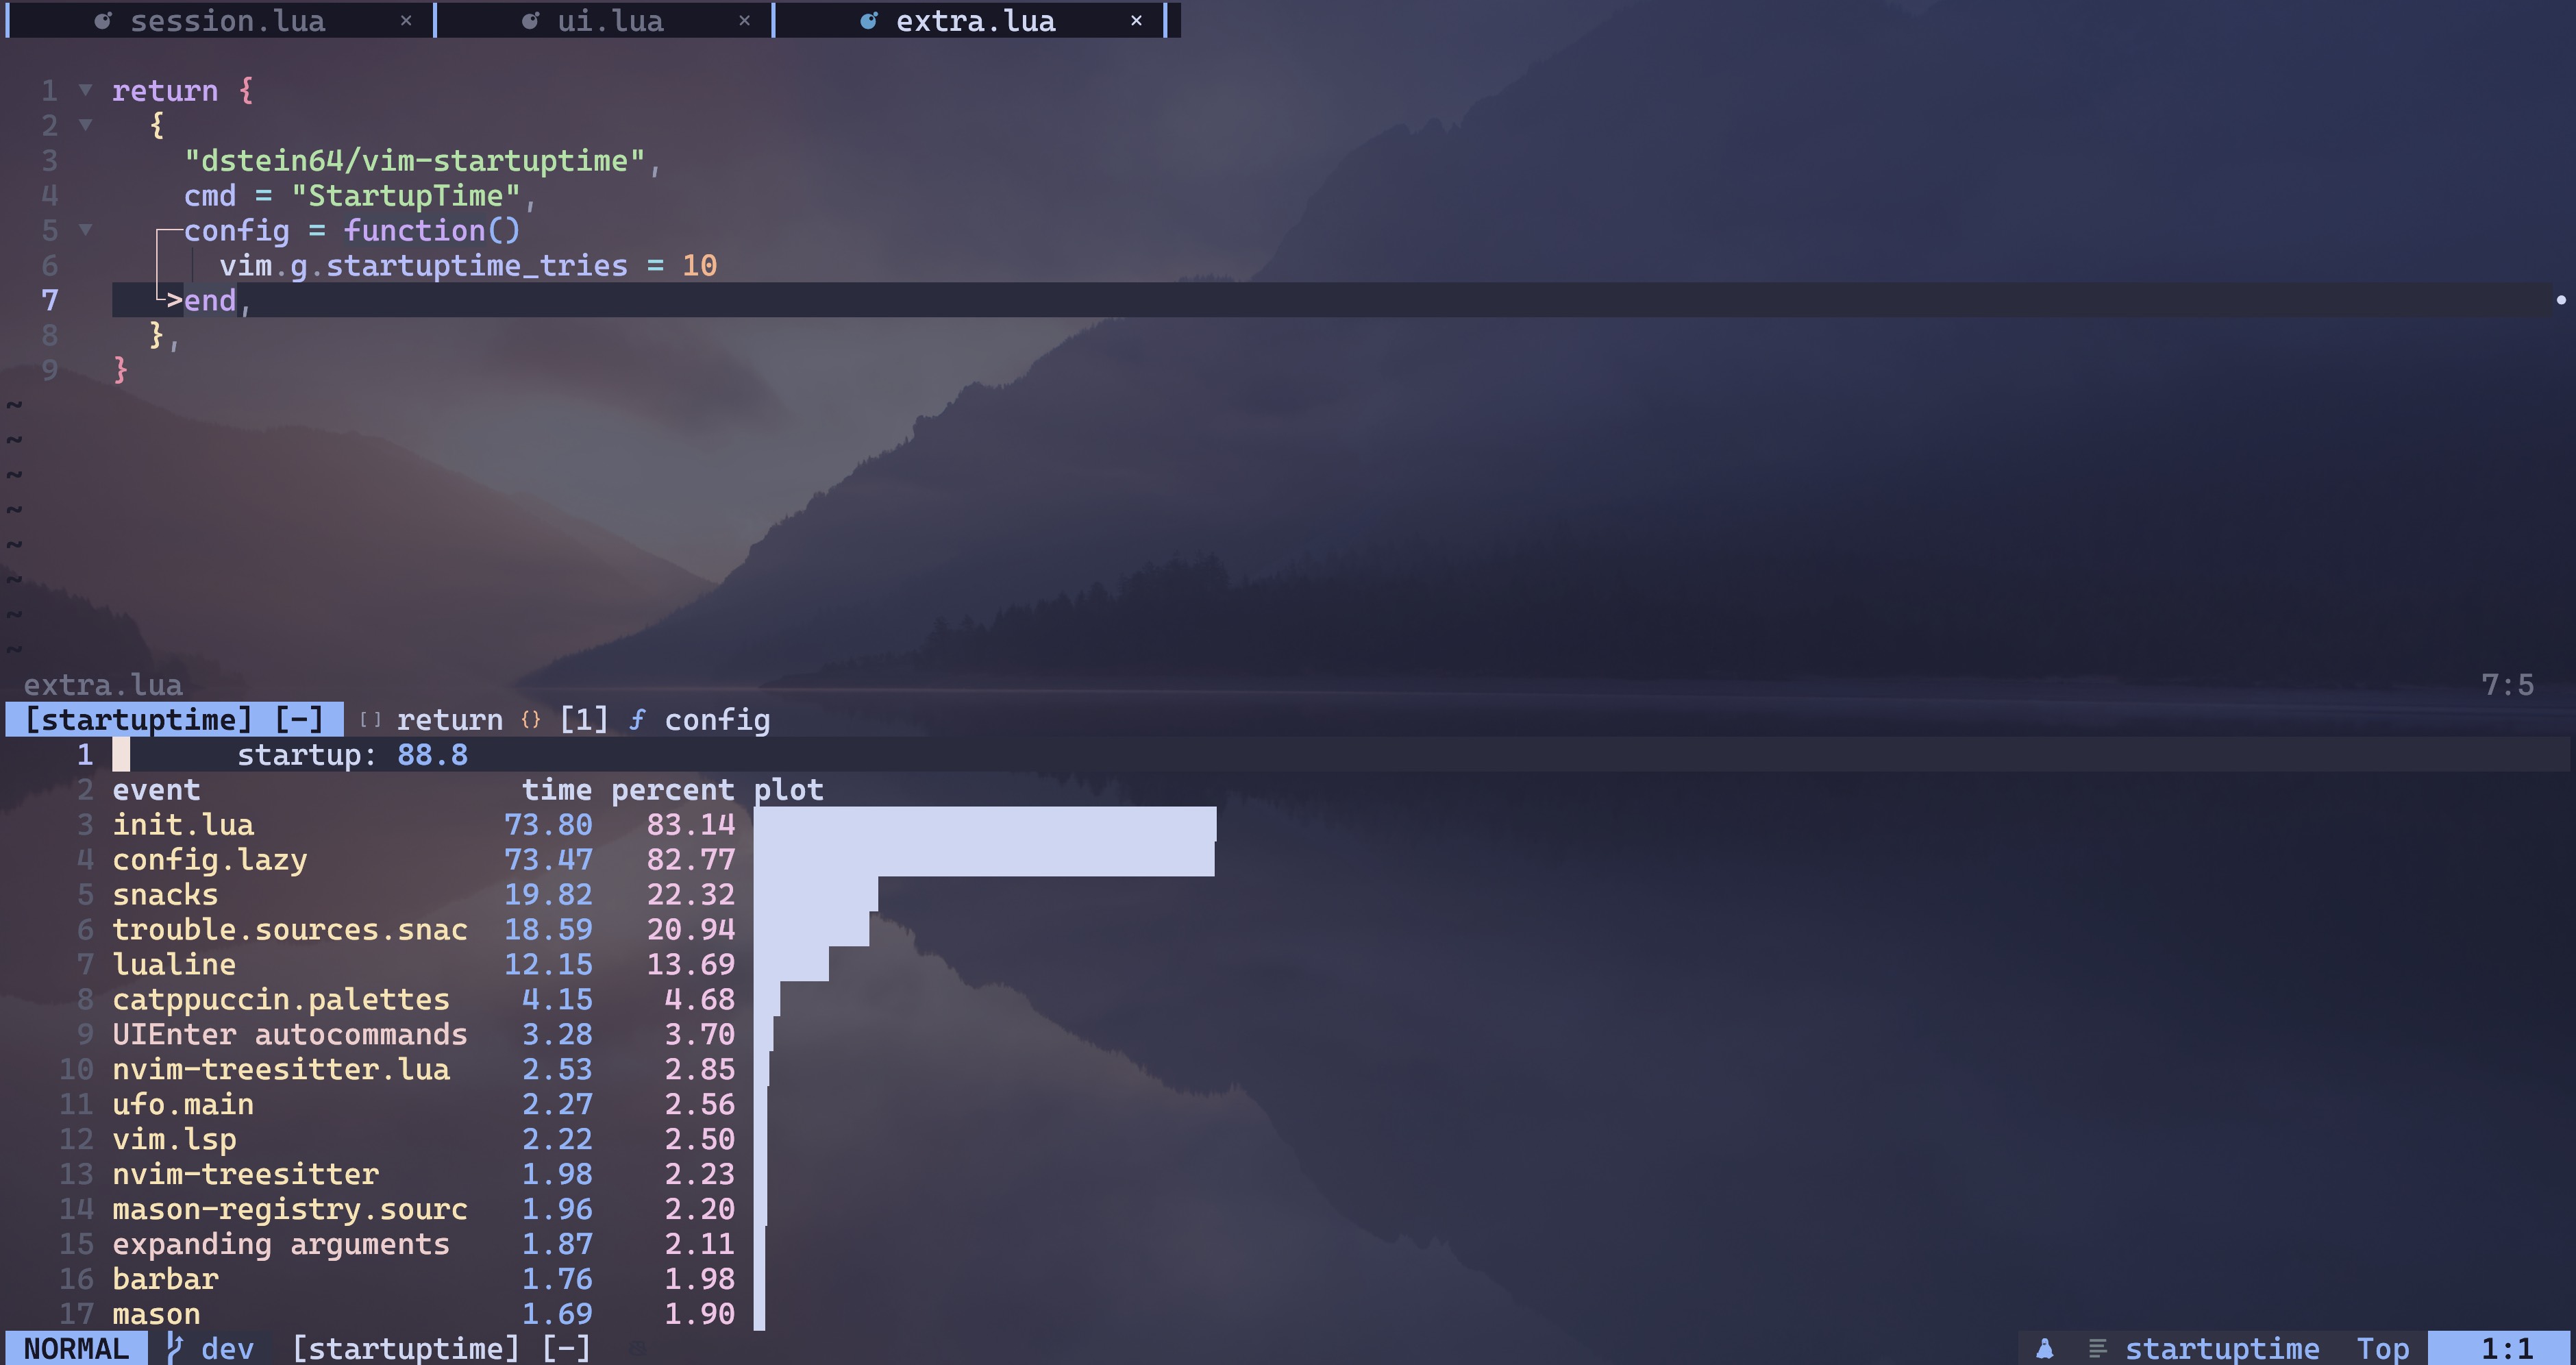 session.lua × ui.lua × extra.lua ×
1 ▼ return {
2 ▼ {
3 "dstein64/vim-startuptime",
4 cmd = "StartupTime",
5 ▼ config = function()
6 vim.g.startuptime_tries = 10
7 >end,
8 },
9 }
~
~
~
~
~
~
~
~
extra.lua 7:5
[startuptime] [-] [] return {} [1] ƒ config
1 startup: 88.8
2 event time percent plot
3 init.lua 73.80 83.14
4 config.lazy 73.47 82.77
5 snacks 19.82 22.32
6 trouble.sources.snac 18.59 20.94
7 lualine 12.15 13.69
8 catppuccin.palettes 4.15 4.68
9 UIEnter autocommands 3.28 3.70
10 nvim-treesitter.lua 2.53 2.85
11 ufo.main 2.27 2.56
12 vim.lsp 2.22 2.50
13 nvim-treesitter 1.98 2.23
14 mason-registry.sourc 1.96 2.20
15 expanding arguments 1.87 2.11
16 barbar 1.76 1.98
17 mason 1.69 1.90
NORMAL dev [startuptime] [-] startuptime Top 1:1